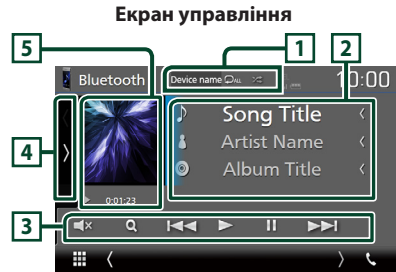 Екран управління
5
1
2
Bluetooth
Device name ALL
10:00
Song Title
Artist Name
Album Title
4
0:01:23
3